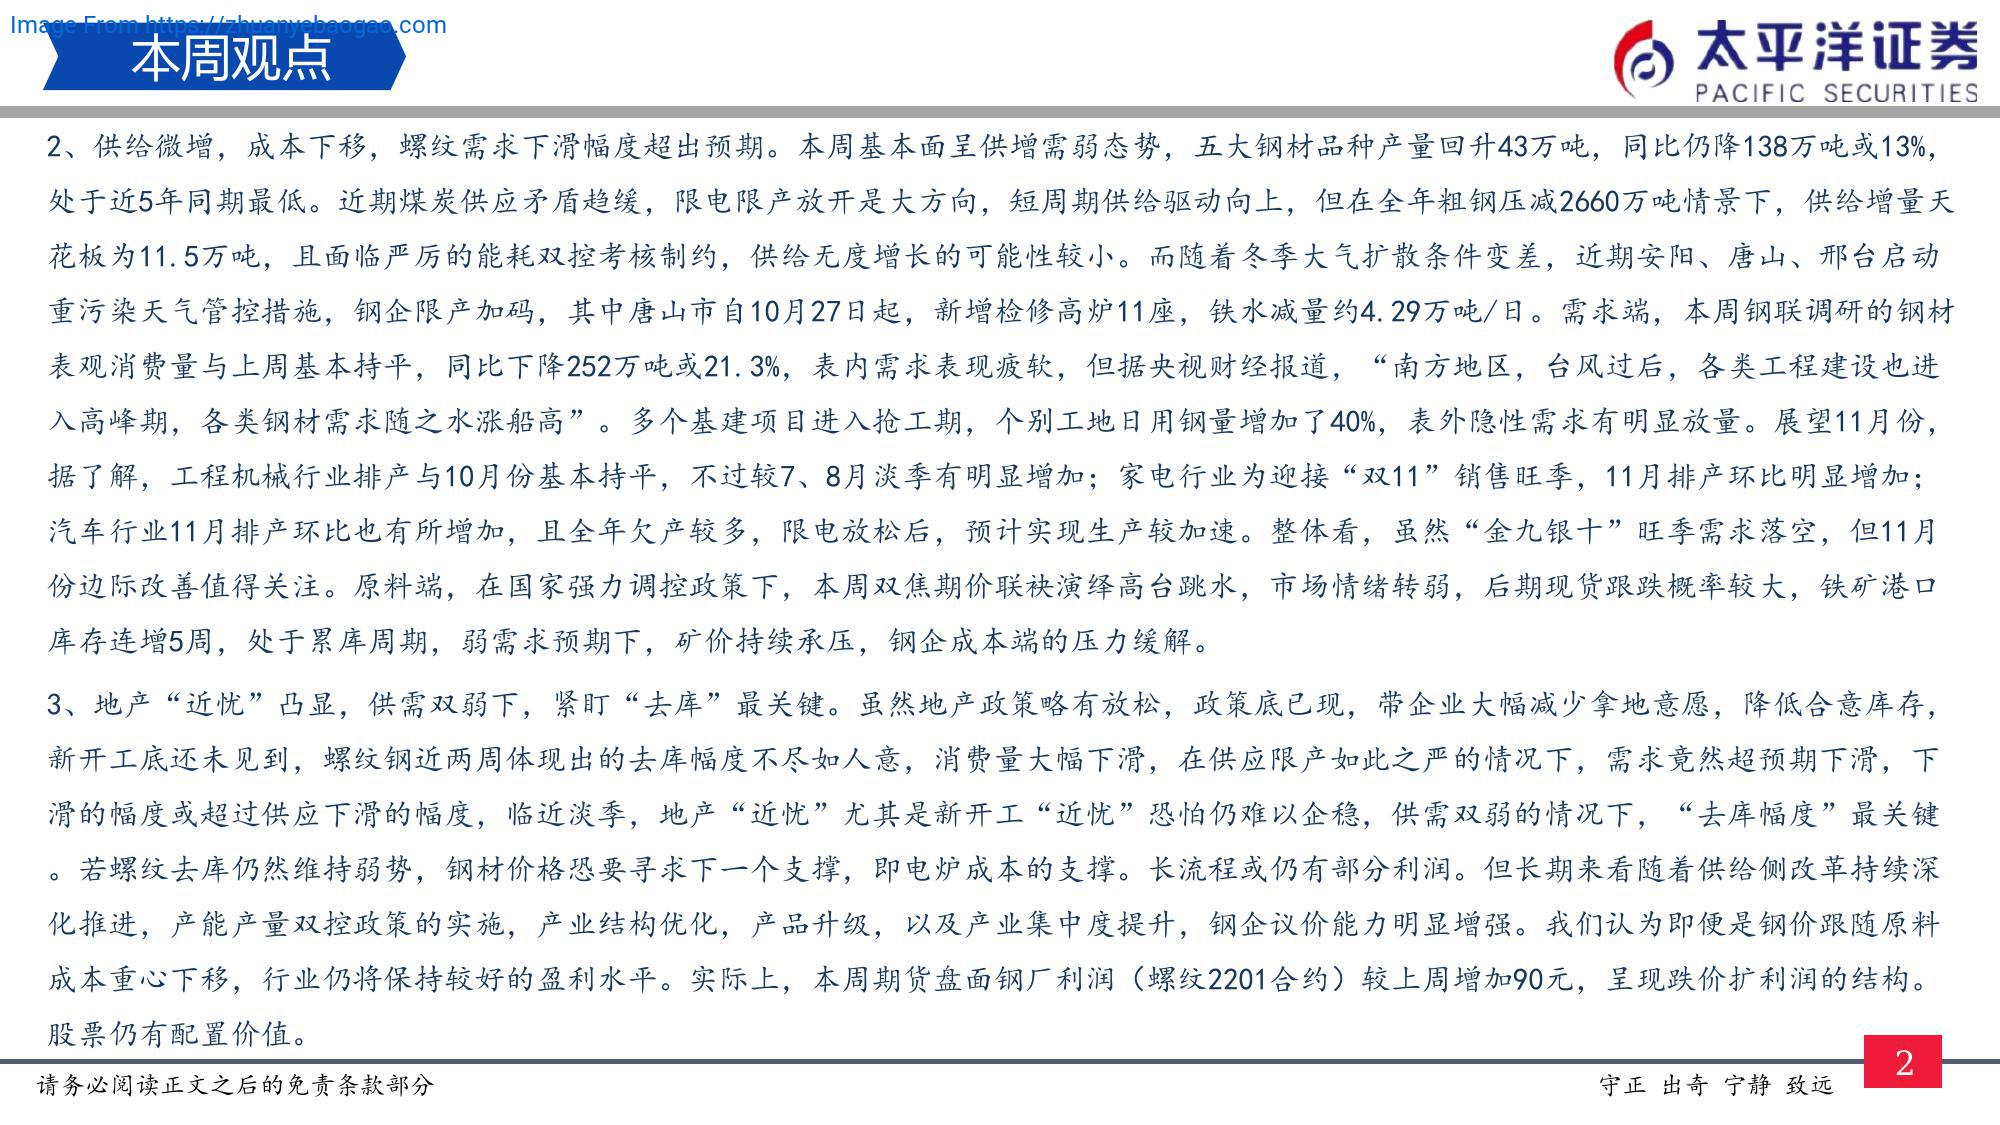 Image From https://zhuanyebaogao.com
本周观点
太平洋证券
PACIFIC SECURITIES
2、供给微增，成本下移，螺纹需求下滑幅度超出预期。本周基本面呈供增需弱态势，五大钢材品种产量回升43万吨，同比仍降138万吨或13%，
处于近5年同期最低。近期煤炭供应矛盾趋缓，限电限产放开是大方向，短周期供给驱动向上，但在全年粗钢压减2660万吨情景下，供给增量天
花板为11.5万吨，且面临严厉的能耗双控考核制约，供给无度增长的可能性较小。而随着冬季大气扩散条件变差，近期安阳、唐山、邢台启动
重污染天气管控措施，钢企限产加码，其中唐山市自10月27日起，新增检修高炉11座，铁水减量约4.29万吨/日。需求端，本周钢联调研的钢材
表观消费量与上周基本持平，同比下降252万吨或21.3%，表内需求表现疲软，但据央视财经报道，“南方地区，台风过后，各类工程建设也进
入高峰期，各类钢材需求随之水涨船高”。多个基建项目进入抢工期，个别工地日用钢量增加了40%，表外隐性需求有明显放量。展望11月份，
据了解，工程机械行业排产与10月份基本持平，不过较7、8月淡季有明显增加；家电行业为迎接“双11”销售旺季，11月排产环比明显增加；
汽车行业11月排产环比也有所增加，且全年欠产较多，限电放松后，预计实现生产较加速。整体看，虽然“金九银十”旺季需求落空，但11月
份边际改善值得关注。原料端，在国家强力调控政策下，本周双焦期价联袂演绎高台跳水，市场情绪转弱，后期现货跟跌概率较大，铁矿港口
库存连增5周，处于累库周期，弱需求预期下，矿价持续承压，钢企成本端的压力缓解。
3、地产“近忧”凸显，供需双弱下，紧盯“去库”最关键。虽然地产政策略有放松，政策底已现，带企业大幅减少拿地意愿，降低合意库存，
新开工底还未见到，螺纹钢近两周体现出的去库幅度不尽如人意，消费量大幅下滑，在供应限产如此之严的情况下，需求竟然超预期下滑，下
滑的幅度或超过供应下滑的幅度，临近淡季，地产“近忧”尤其是新开工“近忧”恐怕仍难以企稳，供需双弱的情况下，“去库幅度”最关键
。若螺纹去库仍然维持弱势，钢材价格恐要寻求下一个支撑，即电炉成本的支撑。长流程或仍有部分利润。但长期来看随着供给侧改革持续深
化推进，产能产量双控政策的实施，产业结构优化，产品升级，以及产业集中度提升，钢企议价能力明显增强。我们认为即便是钢价跟随原料
成本重心下移，行业仍将保持较好的盈利水平。实际上，本周期货盘面钢厂利润（螺纹2201合约）较上周增加90元，呈现跌价扩利润的结构。
股票仍有配置价值。
请务必阅读正文之后的免责条款部分
守正 出奇 宁静 致远
2